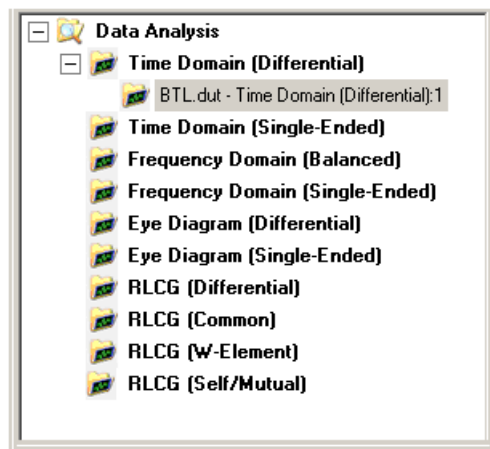 Data Analysis
Time Domain (Differential)
BTL.dut - Time Domain (Differential):1
Time Domain (Single-Ended)
Frequency Domain (Balanced)
Frequency Domain (Single-Ended)
Eye Diagram (Differential)
Eye Diagram (Single-Ended)
RLCG (Differential)
RLCG (Common)
RLCG (W-Element)
RLCG (Self/Mutual)